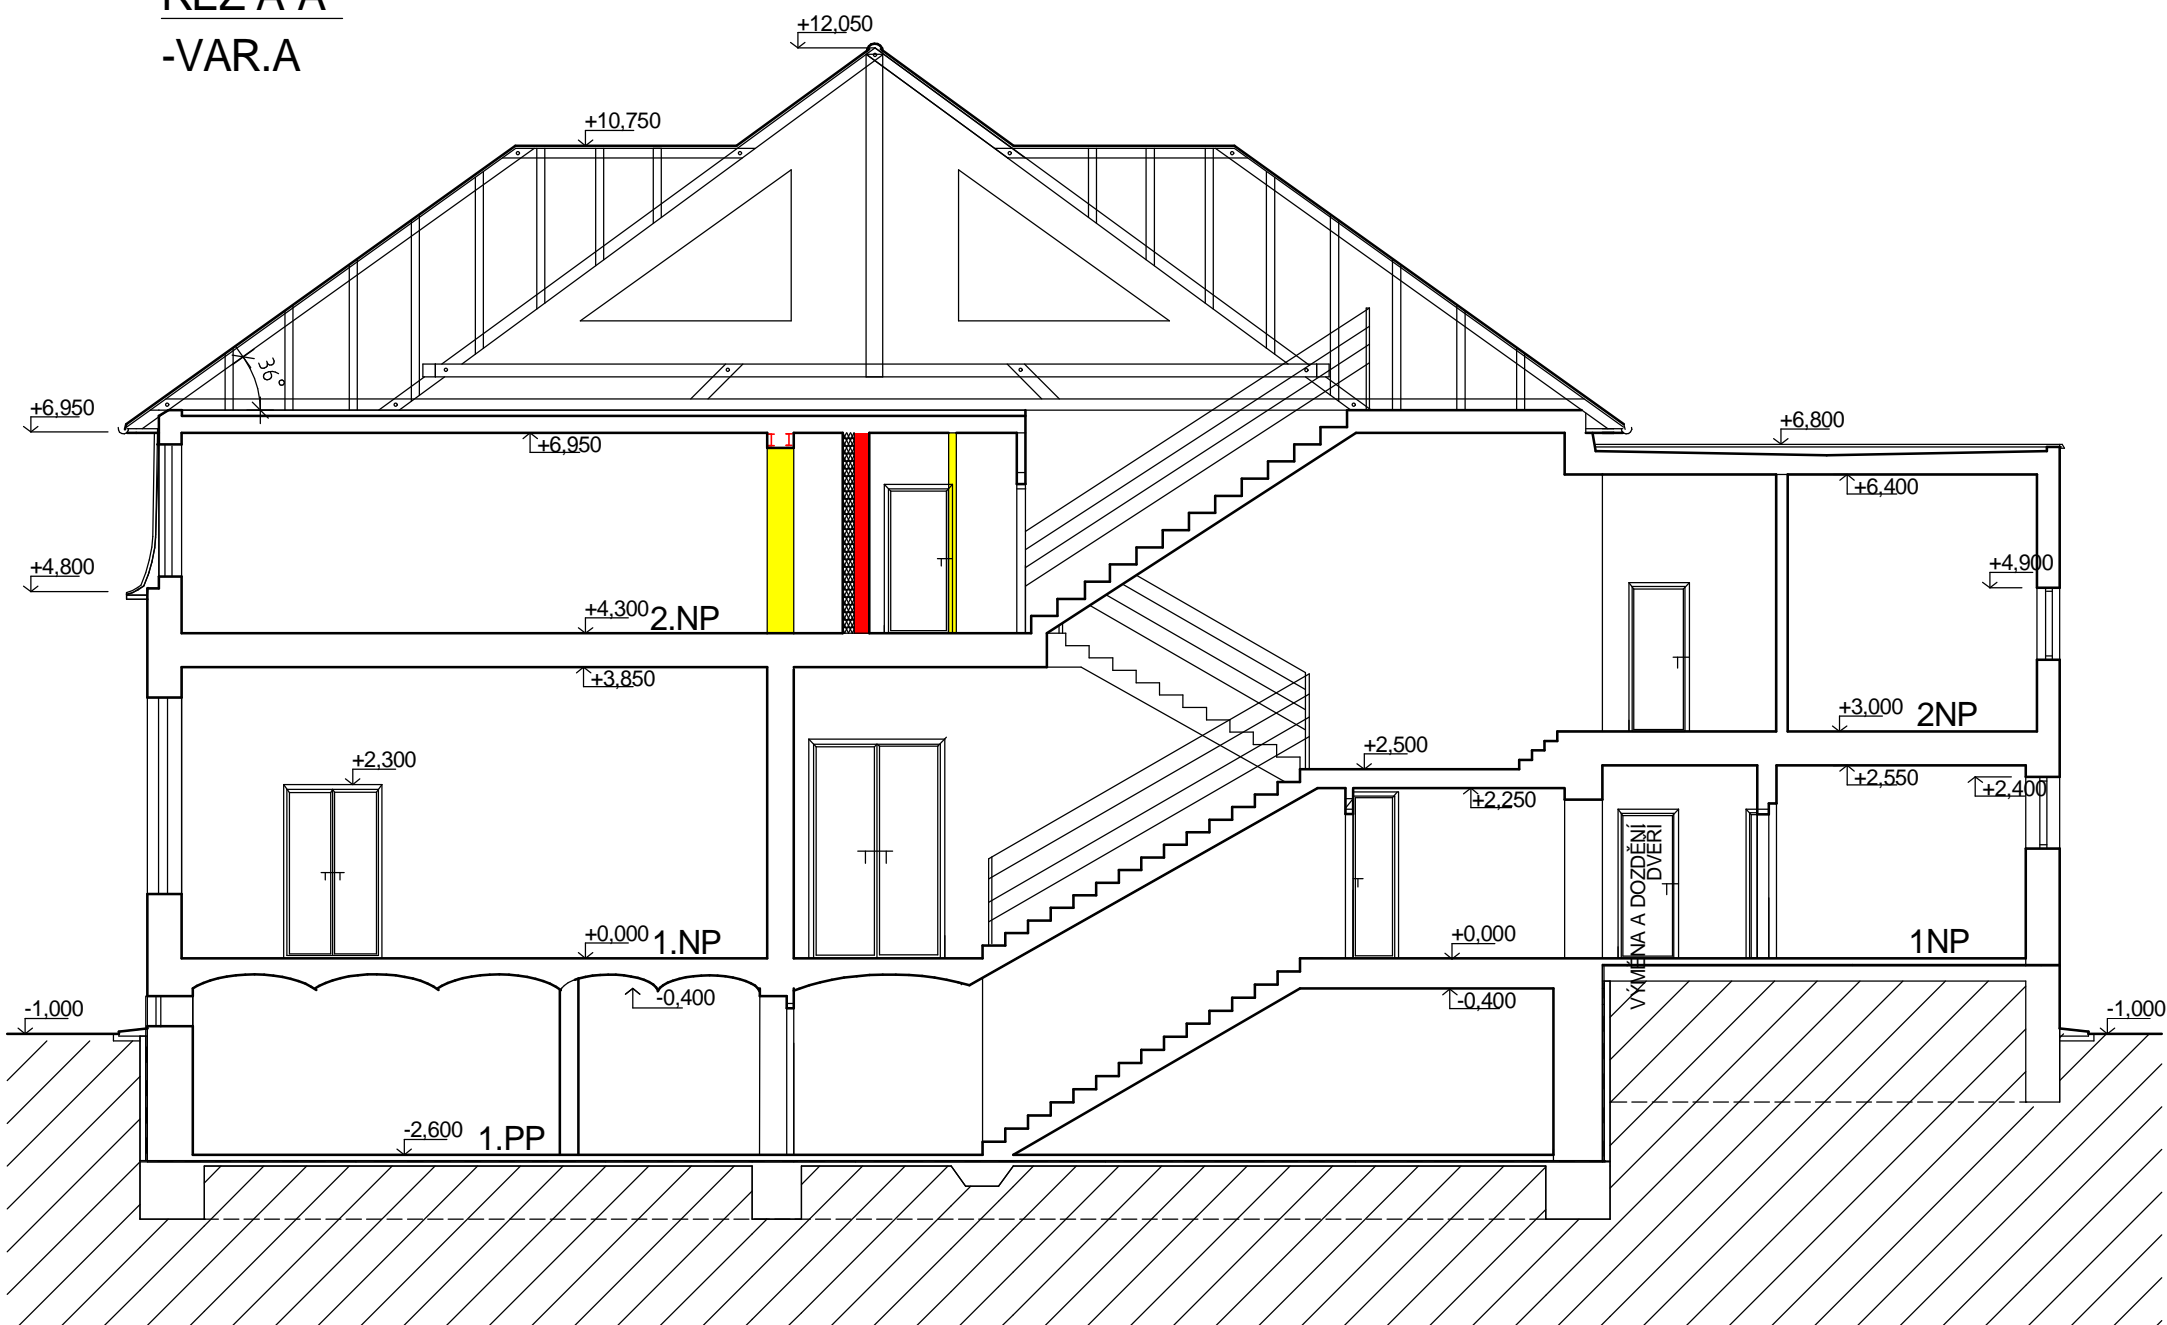 ŘEZ A-A
-VAR.A
+12,050
+10,750
36°
+6,950
+6,950
+6,800
+6,400
+4,800
+4,900
+4,300 2.NP
+3,850
+3,000 2NP
+2,500
+2,300
+2,550
+2,400
+2,250
VÝMĚNA A DOZDĚNÍ
DVEŘÍ
+0,000 1.NP
+0,000
1NP
-0,400
-0,400
-1,000
-1,000
-2,600 1.PP